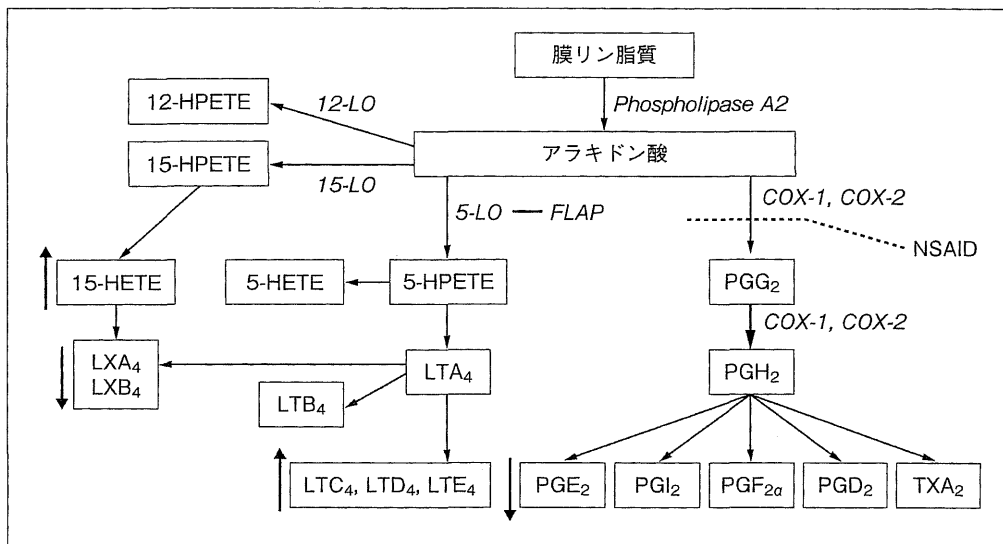 膜リン脂質
Phospholipase A2
12-HPETE
12-LO
アラキドン酸
15-HPETE
15-LO
5-LO — FLAP
COX-1, COX-2
NSAID
15-HETE
5-HETE
5-HPETE
PGG₂
COX-1, COX-2
LXA₄
LXB₄
LTA₄
PGH₂
LTB₄
LTC₄, LTD₄, LTE₄
PGE₂
PGI₂
PGF₂α
PGD₂
TXA₂